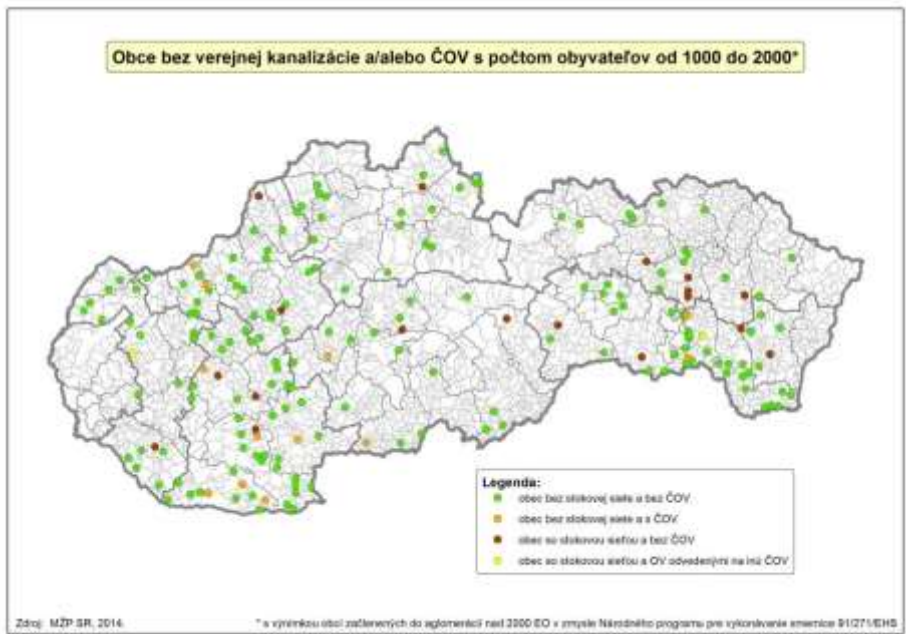 Obce bez verejnej kanalizácie a/alebo ČOV s počtom obyvateľov od 1000 do 2000*
Legenda:
obec bez stokovej siete a bez ČOV
obec bez stokovej siete a s ČOV
obec so stokovou sieťou a bez ČOV
obec so stokovou sieťou a OV odvedenými na inú ČOV
Zdroj: MŽP SR, 2014
* s výnimkou obcí začlenených do aglomerácií nad 2000 EO v zmysle Národného programu pre vykonávanie smernice 91/271/EHS